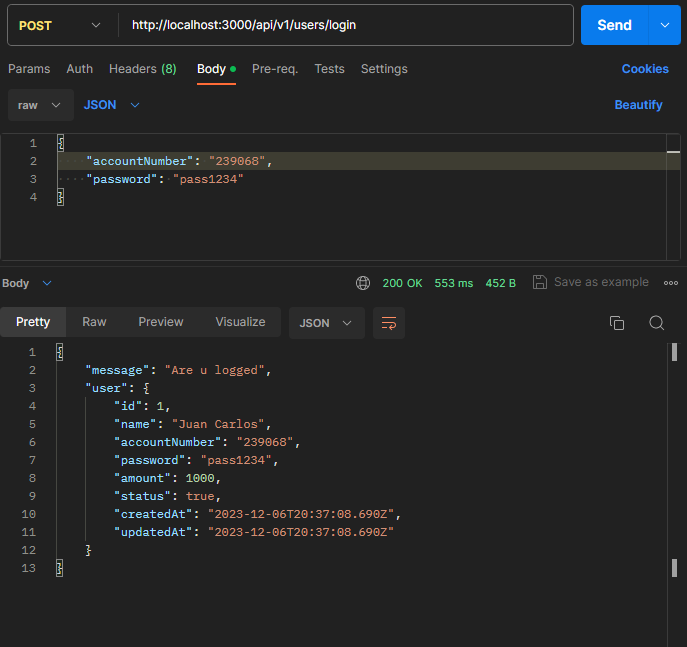 POST http://localhost:3000/api/v1/users/login Send
Params Auth Headers (8) Body Pre-req. Tests Settings Cookies
raw JSON Beautify
1 {
2 "accountNumber": "239068",
3 "password": "pass1234"
4 }
Body 200 OK 553 ms 452 B Save as example
Pretty Raw Preview Visualize JSON
1 {
2 "message": "Are u logged",
3 "user": {
4 "id": 1,
5 "name": "Juan Carlos",
6 "accountNumber": "239068",
7 "password": "pass1234",
8 "amount": 1000,
9 "status": true,
10 "createdAt": "2023-12-06T20:37:08.690Z",
11 "updatedAt": "2023-12-06T20:37:08.690Z"
12 }
13 }